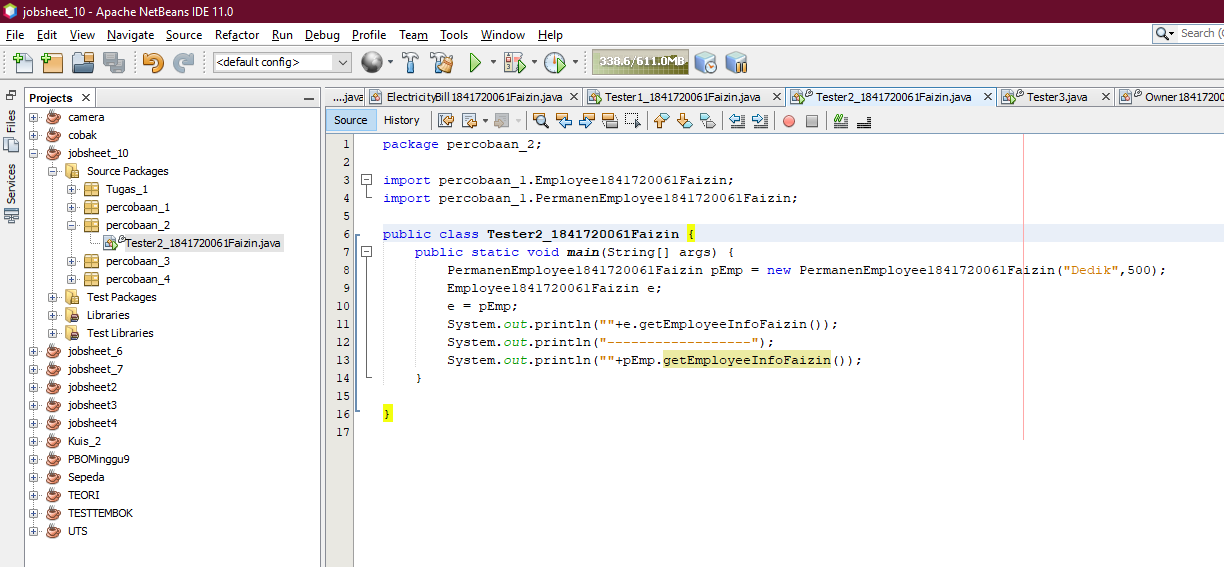 jobsheet_10 - Apache NetBeans IDE 11.0
File Edit View Navigate Source Refactor Run Debug Profile Team Tools Window Help
Search (C
<default config>
338.6/611.0MB
Projects
Files
Services
camera
cobak
jobsheet_10
Source Packages
Tugas_1
percobaan_1
percobaan_2
Tester2_1841720061Faizin.java
percobaan_3
percobaan_4
Test Packages
Libraries
Test Libraries
jobsheet_6
jobsheet_7
jobsheet2
jobsheet3
jobsheet4
Kuis_2
PBOMinggu9
Sepeda
TEORI
TESTTEMBOK
UTS
....java ElectricityBill1841720061Faizin.java Tester1_1841720061Faizin.java Tester2_1841720061Faizin.java Tester3.java Owner184172006
Source History
1 package percobaan_2;
2
3 import percobaan_1.Employee1841720061Faizin;
4 import percobaan_1.PermanenEmployee1841720061Faizin;
5
6 public class Tester2_1841720061Faizin {
7 public static void main(String[] args) {
8 PermanenEmployee1841720061Faizin pEmp = new PermanenEmployee1841720061Faizin("Dedik",500);
9 Employee1841720061Faizin e;
10 e = pEmp;
11 System.out.println(""+e.getEmployeeInfoFaizin());
12 System.out.println("------------------");
13 System.out.println(""+pEmp.getEmployeeInfoFaizin());
14 }
15
16 }
17